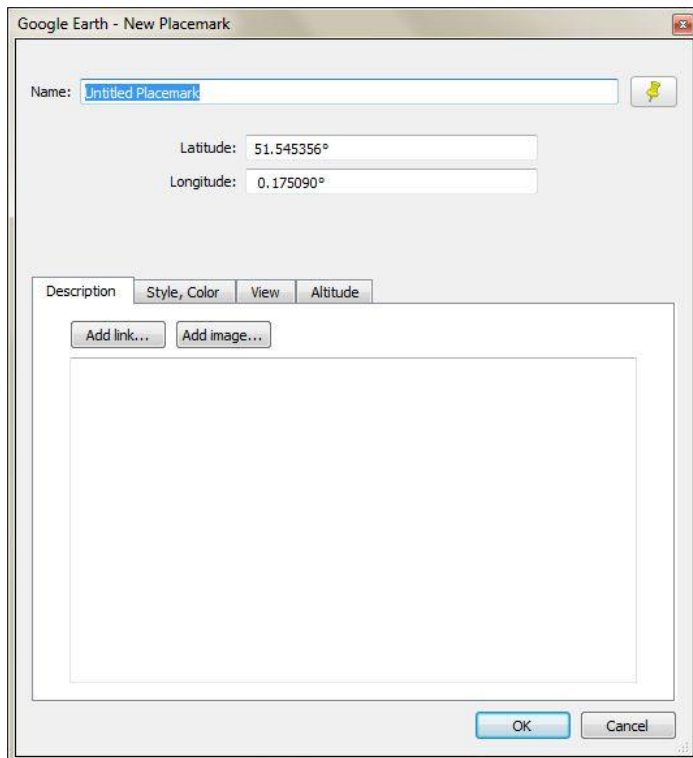 Google Earth - New Placemark
Name: Untitled Placemark
Latitude: 51.545356°
Longitude: 0.175090°
Description Style, Color View Altitude
Add link... Add image...
OK Cancel